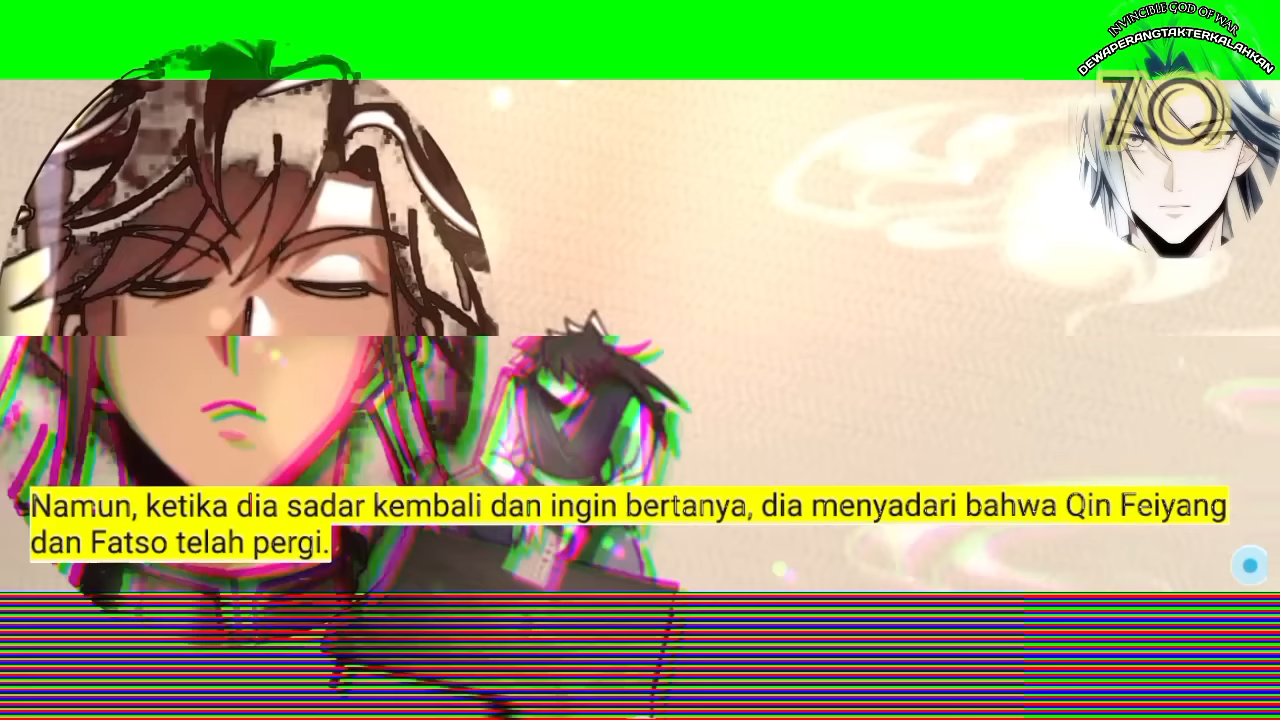 INVINCIBLE GOD OF WAR
DEWAPERANGTAKTERKALAHKAN
70
Namun, ketika dia sadar kembali dan ingin bertanya, dia menyadari bahwa Qin Feiyang
dan Fatso telah pergi.